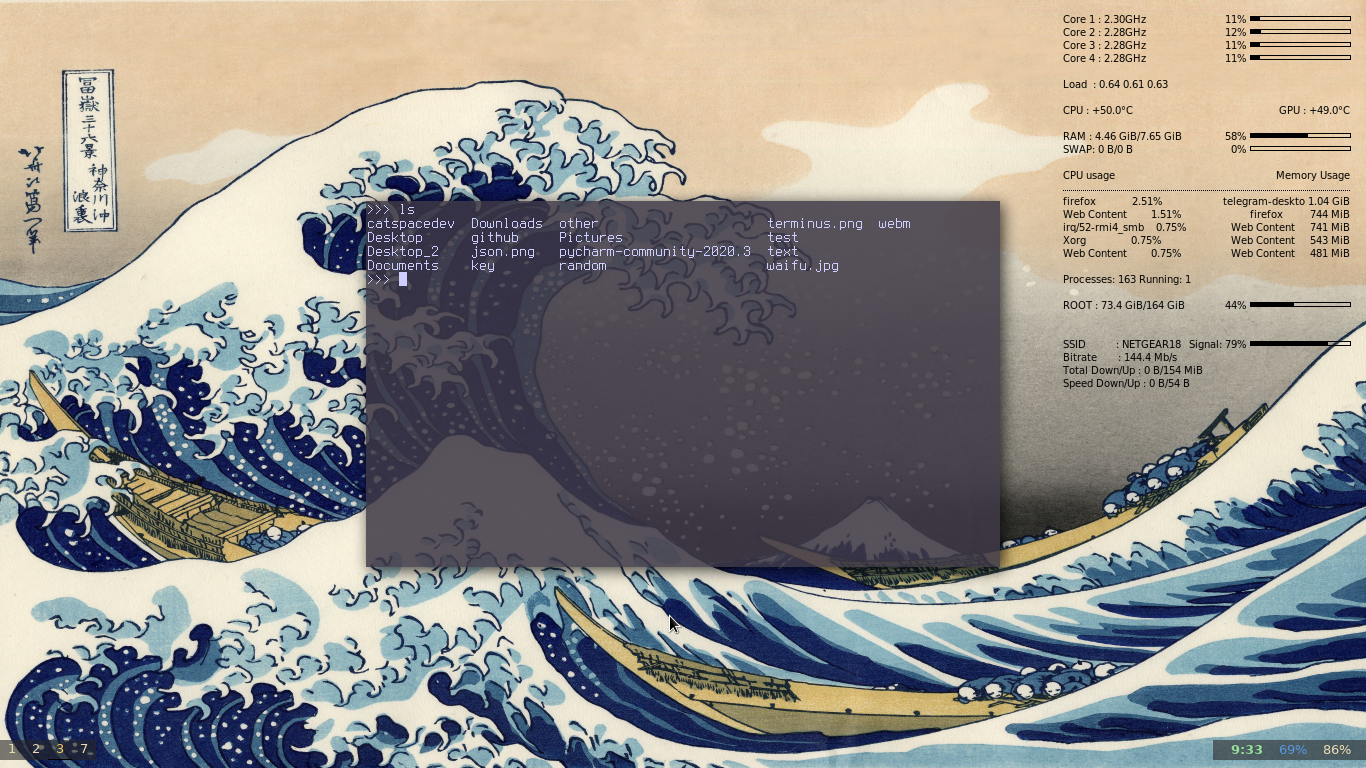 冨嶽三十六景
神奈川沖
浪裏
>>> ls
catspacedev Downloads other terminus.png webm
Desktop github Pictures test
Desktop_2 json.png pycharm-community-2020.3 text
Documents key random waifu.jpg
>>>
Core 1 : 2.30GHz 11%
Core 2 : 2.28GHz 12%
Core 3 : 2.28GHz 11%
Core 4 : 2.28GHz 11%
Load : 0.64 0.61 0.63
CPU : +50.0°C GPU : +49.0°C
RAM : 4.46 GiB/7.65 GiB 58%
SWAP: 0 B/0 B 0%
CPU usage Memory Usage
firefox 2.51% telegram-deskto 1.04 GiB
Web Content 1.51% firefox 744 MiB
irq/52-rmi4_smb 0.75% Web Content 741 MiB
Xorg 0.75% Web Content 543 MiB
Web Content 0.75% Web Content 481 MiB
Processes: 163 Running: 1
ROOT : 73.4 GiB/164 GiB 44%
SSID : NETGEAR18 Signal: 79%
Bitrate : 144.4 Mb/s
Total Down/Up : 0 B/154 MiB
Speed Down/Up : 0 B/54 B
1 2 3 7
9:33 69% 86%